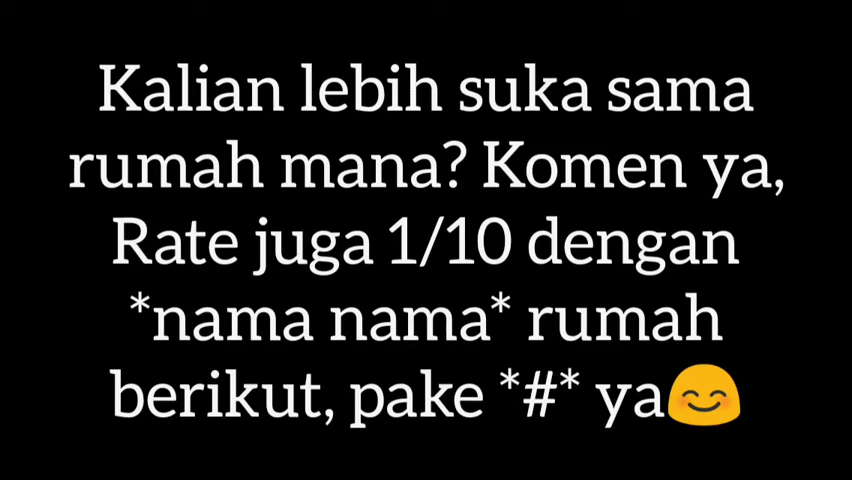 Kalian lebih suka sama
rumah mana? Komen ya,
Rate juga 1/10 dengan
*nama nama* rumah
berikut, pake *#* ya😊